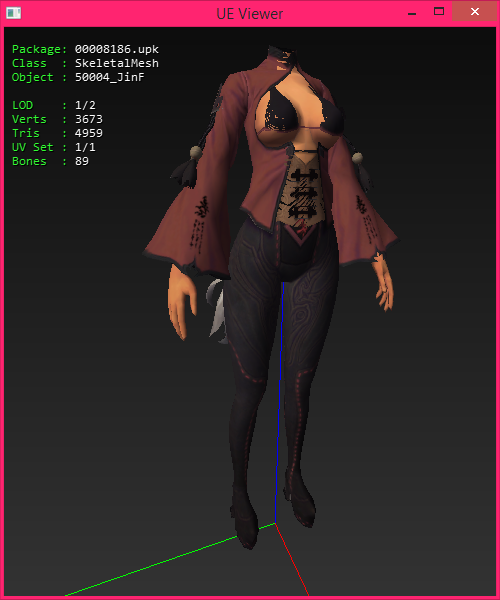 UE Viewer
Package: 00008186.upk
Class  : SkeletalMesh
Object : 50004_JinF
LOD    : 1/2
Verts  : 3673
Tris   : 4959
UV Set : 1/1
Bones  : 89